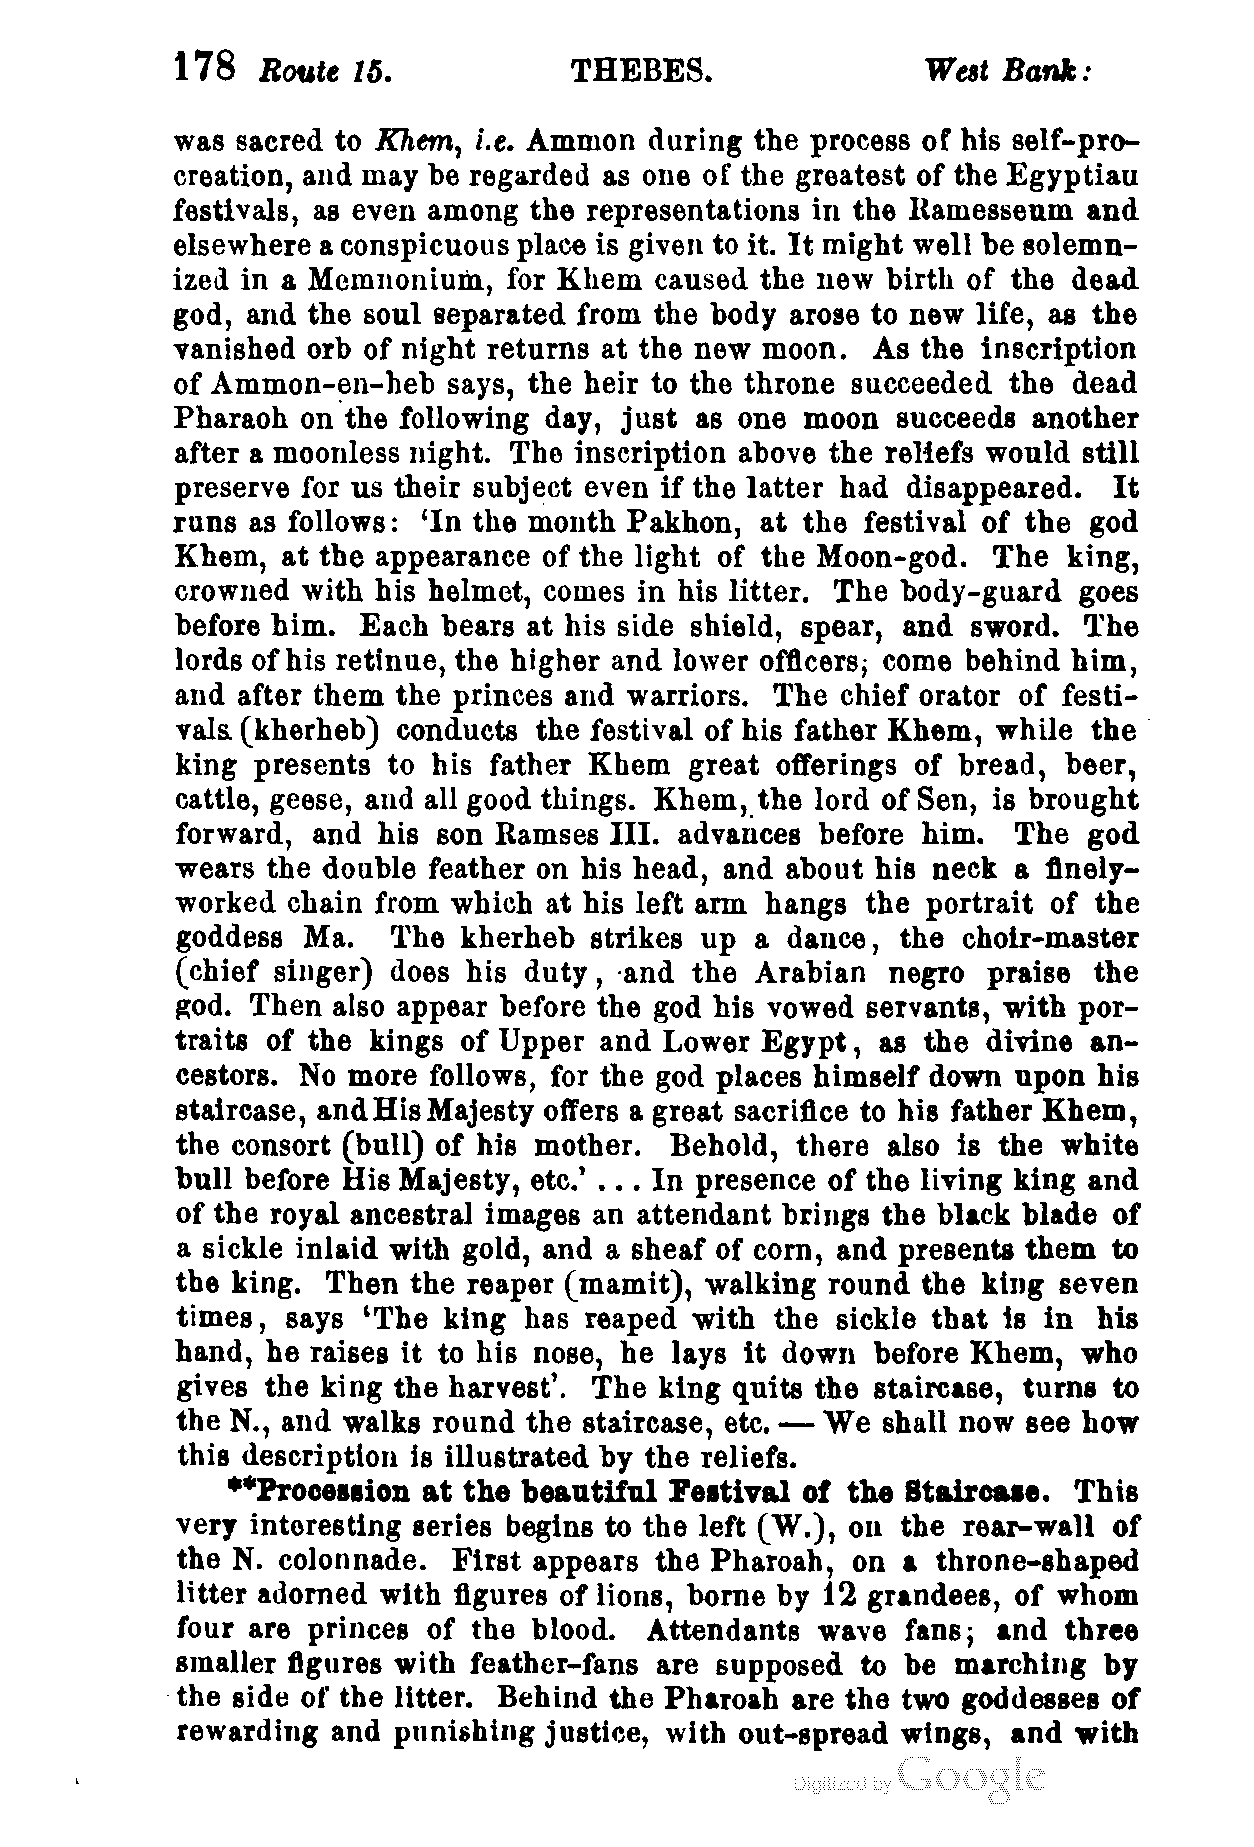 178 Route 15. THEBES. West Bank:
was sacred to Khem, i.e. Ammon during the process of his self-pro-
creation, and may be regarded as one of the greatest of the Egyptian
festivals, as even among the representations in the Ramesseum and
elsewhere a conspicuous place is given to it. It might well be solemn-
ized in a Memnonium, for Khem caused the new birth of the dead
god, and the soul separated from the body arose to new life, as the
vanished orb of night returns at the new moon. As the inscription
of Ammon-en-heb says, the heir to the throne succeeded the dead
Pharaoh on the following day, just as one moon succeeds another
after a moonless night. The inscription above the reliefs would still
preserve for us their subject even if the latter had disappeared. It
runs as follows: ‘In the month Pakhon, at the festival of the god
Khem, at the appearance of the light of the Moon-god. The king,
crowned with his helmet, comes in his litter. The body-guard goes
before him. Each bears at his side shield, spear, and sword. The
lords of his retinue, the higher and lower officers, come behind him,
and after them the princes and warriors. The chief orator of festi-
vals (kherheb) conducts the festival of his father Khem, while the
king presents to his father Khem great offerings of bread, beer,
cattle, geese, and all good things. Khem, the lord of Sen, is brought
forward, and his son Ramses III. advances before him. The god
wears the double feather on his head, and about his neck a finely-
worked chain from which at his left arm hangs the portrait of the
goddess Ma. The kherheb strikes up a dance, the choir-master
(chief singer) does his duty, and the Arabian negro praise the
god. Then also appear before the god his vowed servants, with por-
traits of the kings of Upper and Lower Egypt, as the divine an-
cestors. No more follows, for the god places himself down upon his
staircase, and His Majesty offers a great sacrifice to his father Khem,
the consort (bull) of his mother. Behold, there also is the white
bull before His Majesty, etc.’ ... In presence of the living king and
of the royal ancestral images an attendant brings the black blade of
a sickle inlaid with gold, and a sheaf of corn, and presents them to
the king. Then the reaper (mamit), walking round the king seven
times, says ‘The king has reaped with the sickle that is in his
hand, he raises it to his nose, he lays it down before Khem, who
gives the king the harvest’. The king quits the staircase, turns to
the N., and walks round the staircase, etc. — We shall now see how
this description is illustrated by the reliefs.
**Procession at the beautiful Festival of the Staircase. This
very interesting series begins to the left (W.), on the rear-wall of
the N. colonnade. First appears the Pharoah, on a throne-shaped
litter adorned with figures of lions, borne by 12 grandees, of whom
four are princes of the blood. Attendants wave fans; and three
smaller figures with feather-fans are supposed to be marching by
the side of the litter. Behind the Pharoah are the two goddesses of
rewarding and punishing justice, with out-spread wings, and with
Digitized by Google